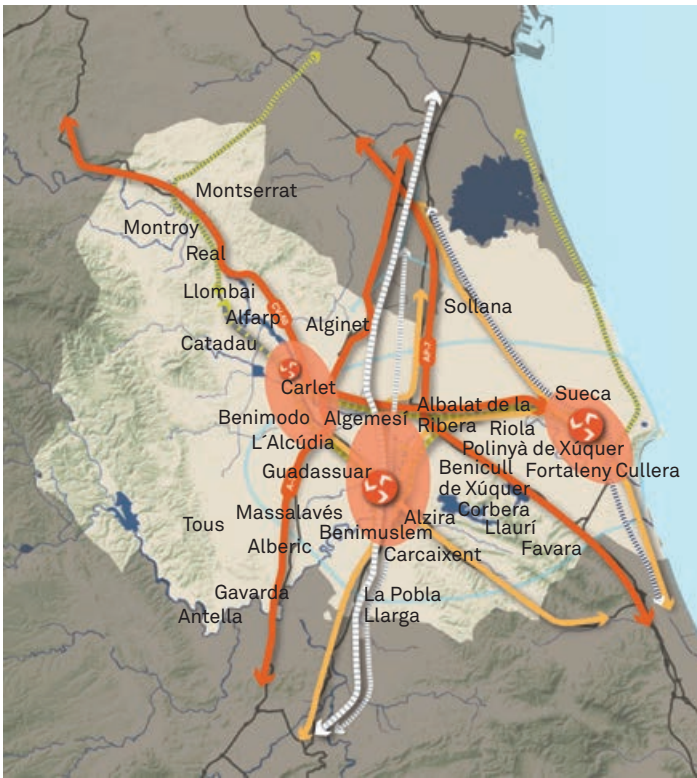 Montserrat
Montroy
Real
Llombai
Alfarp
Catadau
Alginet
Sollana
AP-7
Carlet
Sueca
Benimodo
Algemesí
Albalat de la
Ribera
Riola
L´Alcúdia
Polinyà de Xúquer
Guadassuar
Benicull
de Xúquer
Fortaleny
Cullera
Massalavés
Alzira
Corbera
Tous
Benimuslem
Llaurí
Alberic
Carcaixent
Favara
Gavarda
La Pobla
Llarga
Antella